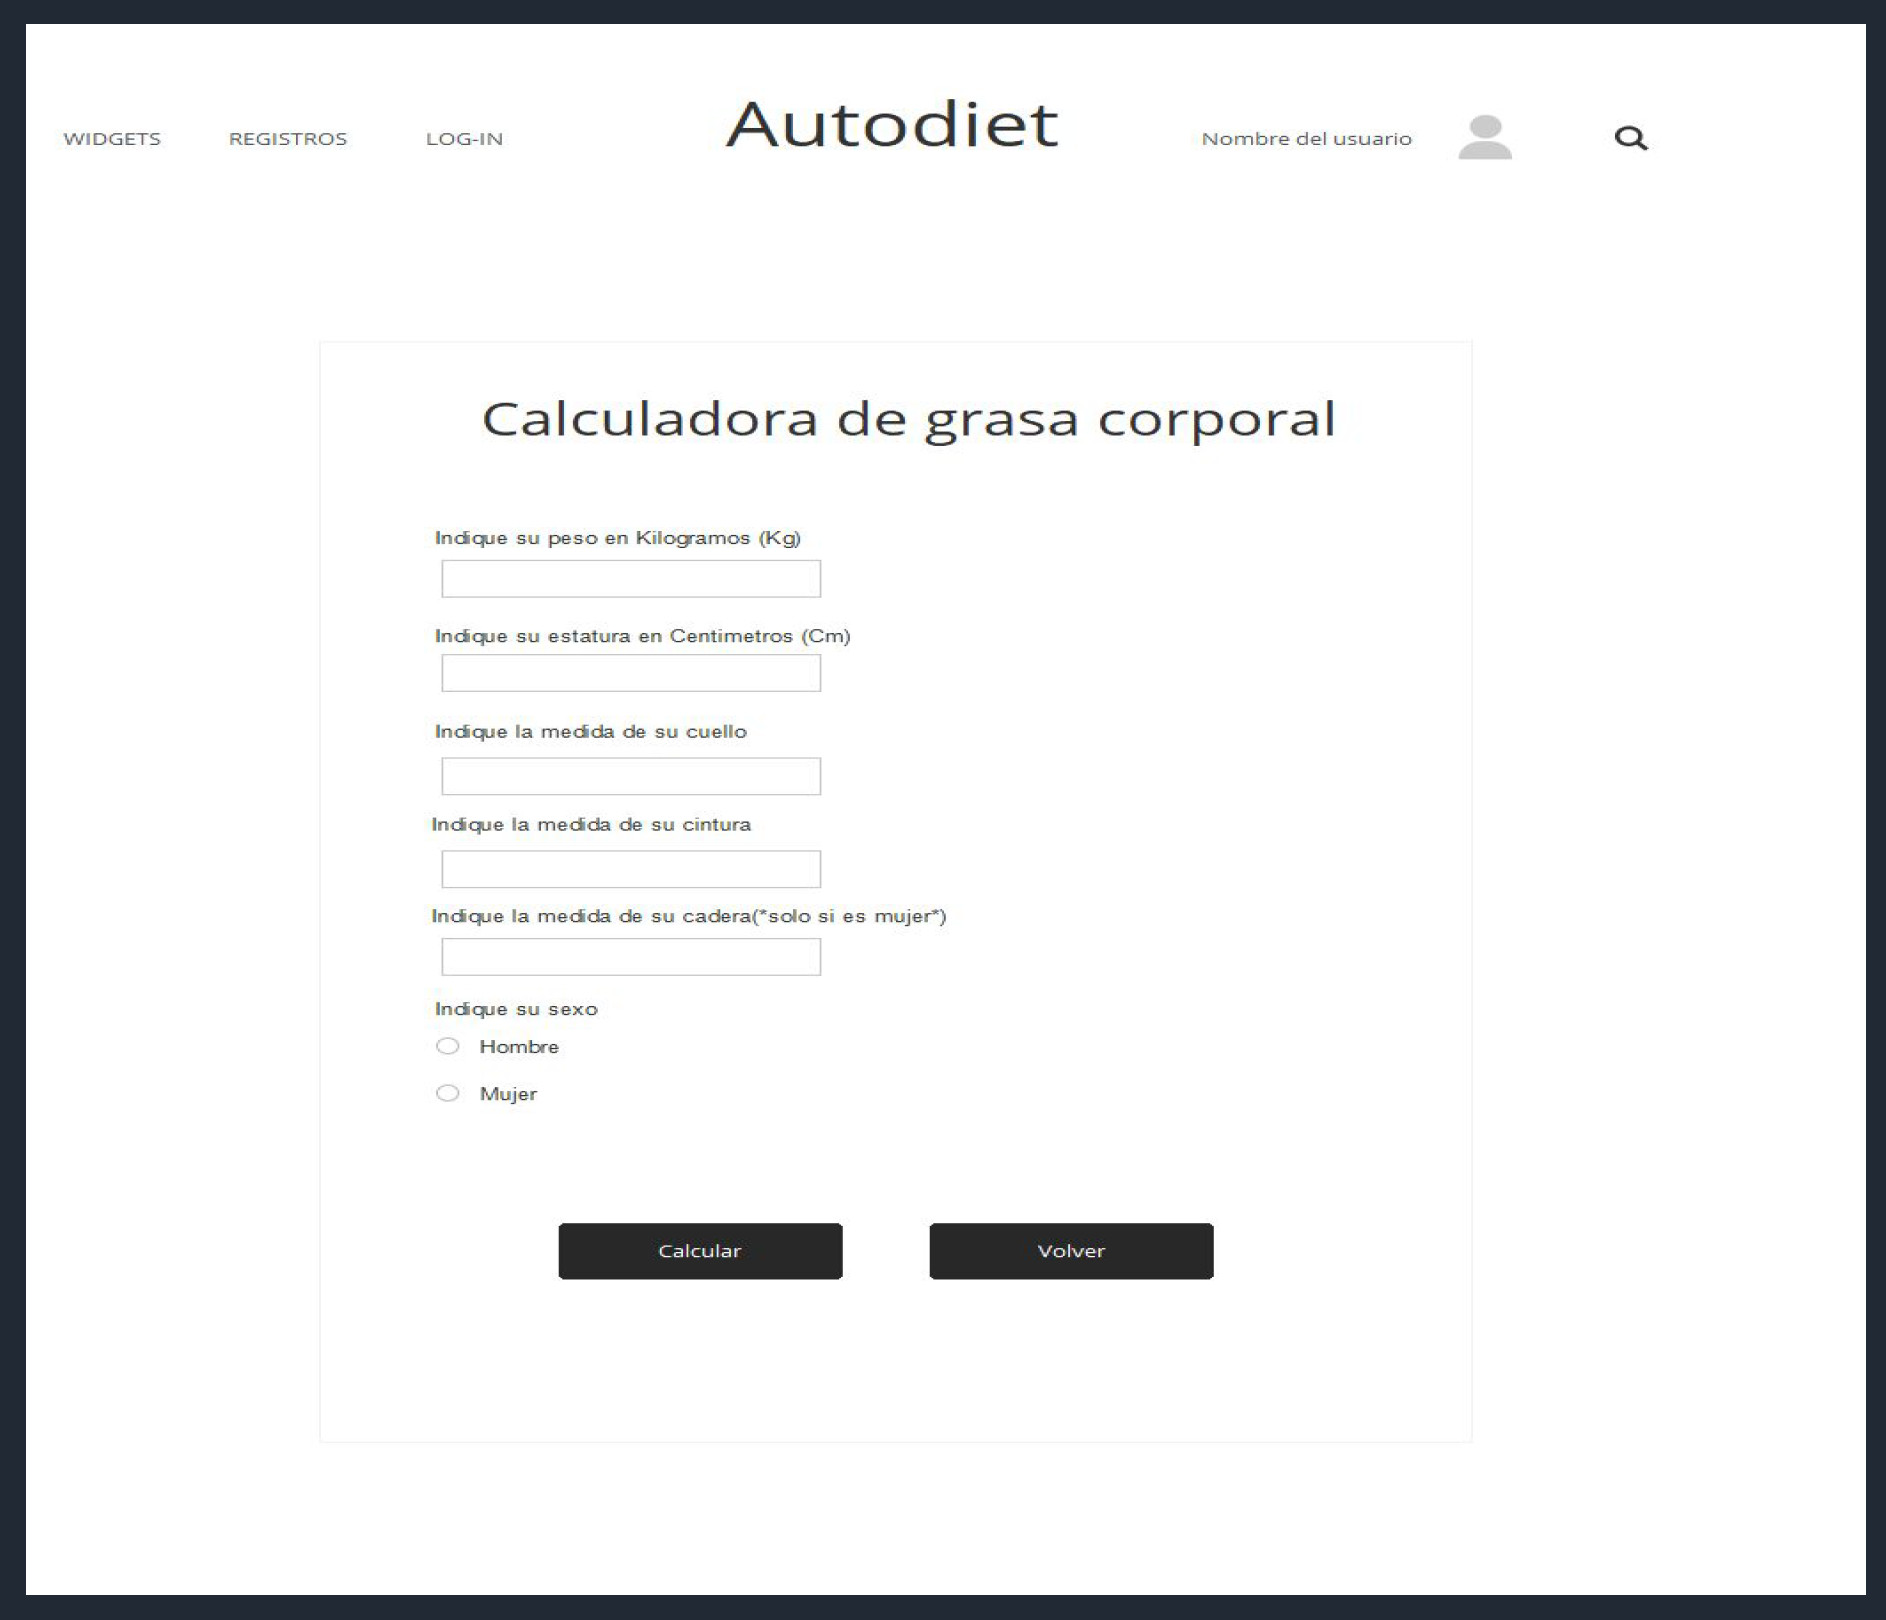 WIDGETS REGISTROS LOG-IN Autodiet Nombre del usuario
Calculadora de grasa corporal
Indique su peso en Kilogramos (Kg)
Indique su estatura en Centimetros (Cm)
Indique la medida de su cuello
Indique la medida de su cintura
Indique la medida de su cadera(*solo si es mujer*)
Indique su sexo
Hombre
Mujer
Calcular Volver